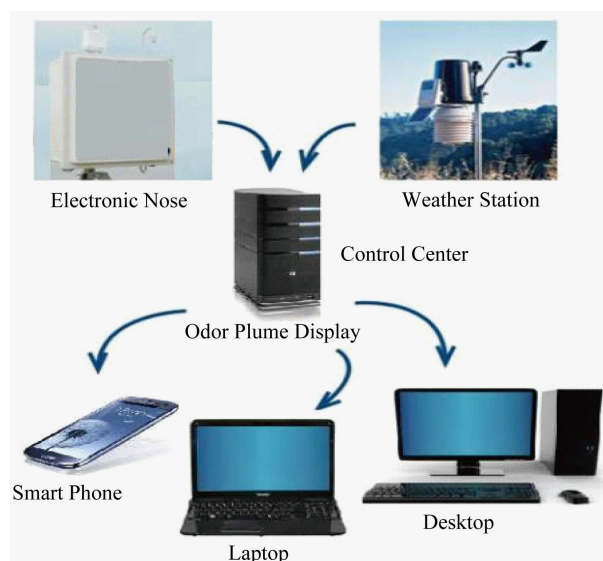 Electronic Nose
Weather Station
Control Center
Odor Plume Display
Smart Phone
Laptop
Desktop